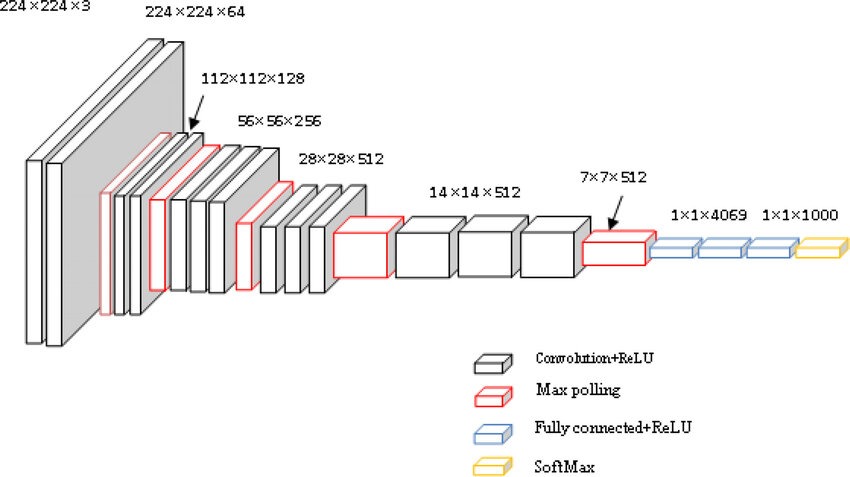 224×224×3
224×224×64
112×112×128
56×56×256
28×28×512
14×14×512
7×7×512
1×1×4069
1×1×1000
Convolution+ReLU
Max polling
Fully connected+ReLU
SoftMax